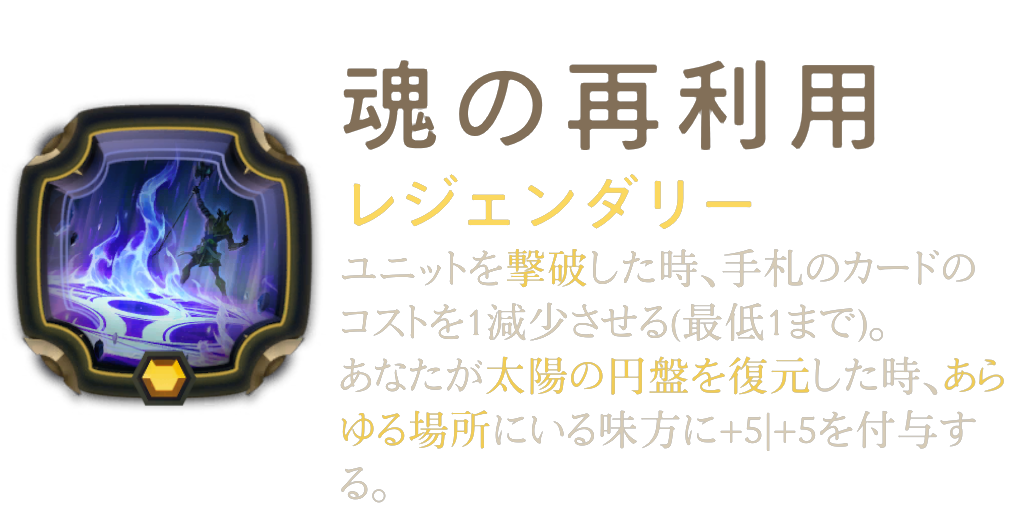 魂の再利用
レジェンダリー
ユニットを撃破した時、手札のカードの
コストを1減少させる(最低1まで)。
あなたが太陽の円盤を復元した時、あら
ゆる場所にいる味方に+5|+5を付与す
る。